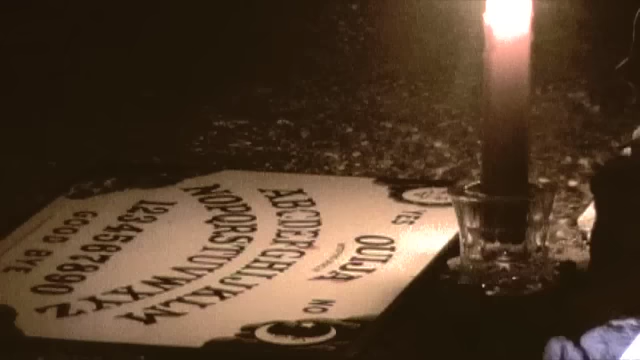 YES OUIJA NO
ABCDEFGHIJKLM
NOPQRSTUVWXYZ
1234567890
GOOD BYE